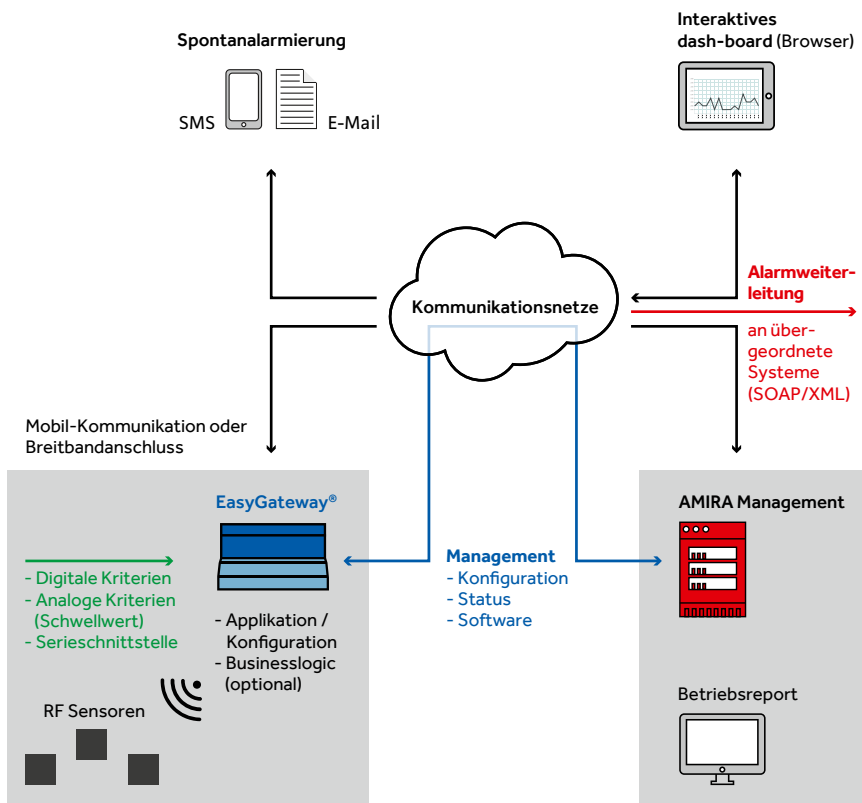 Spontanalarmierung
SMS
E-Mail
Interaktives
dash-board (Browser)
Kommunikationsnetze
Alarmweiter-
leitung
an über-
geordnete
Systeme
(SOAP/XML)
Mobil-Kommunikation oder
Breitbandanschluss
EasyGateway®
- Digitale Kriterien
- Analoge Kriterien
(Schwellwert)
- Serieschnittstelle
- Applikation /
Konfiguration
- Businesslogic
(optional)
RF Sensoren
Management
- Konfiguration
- Status
- Software
AMIRA Management
Betriebsreport